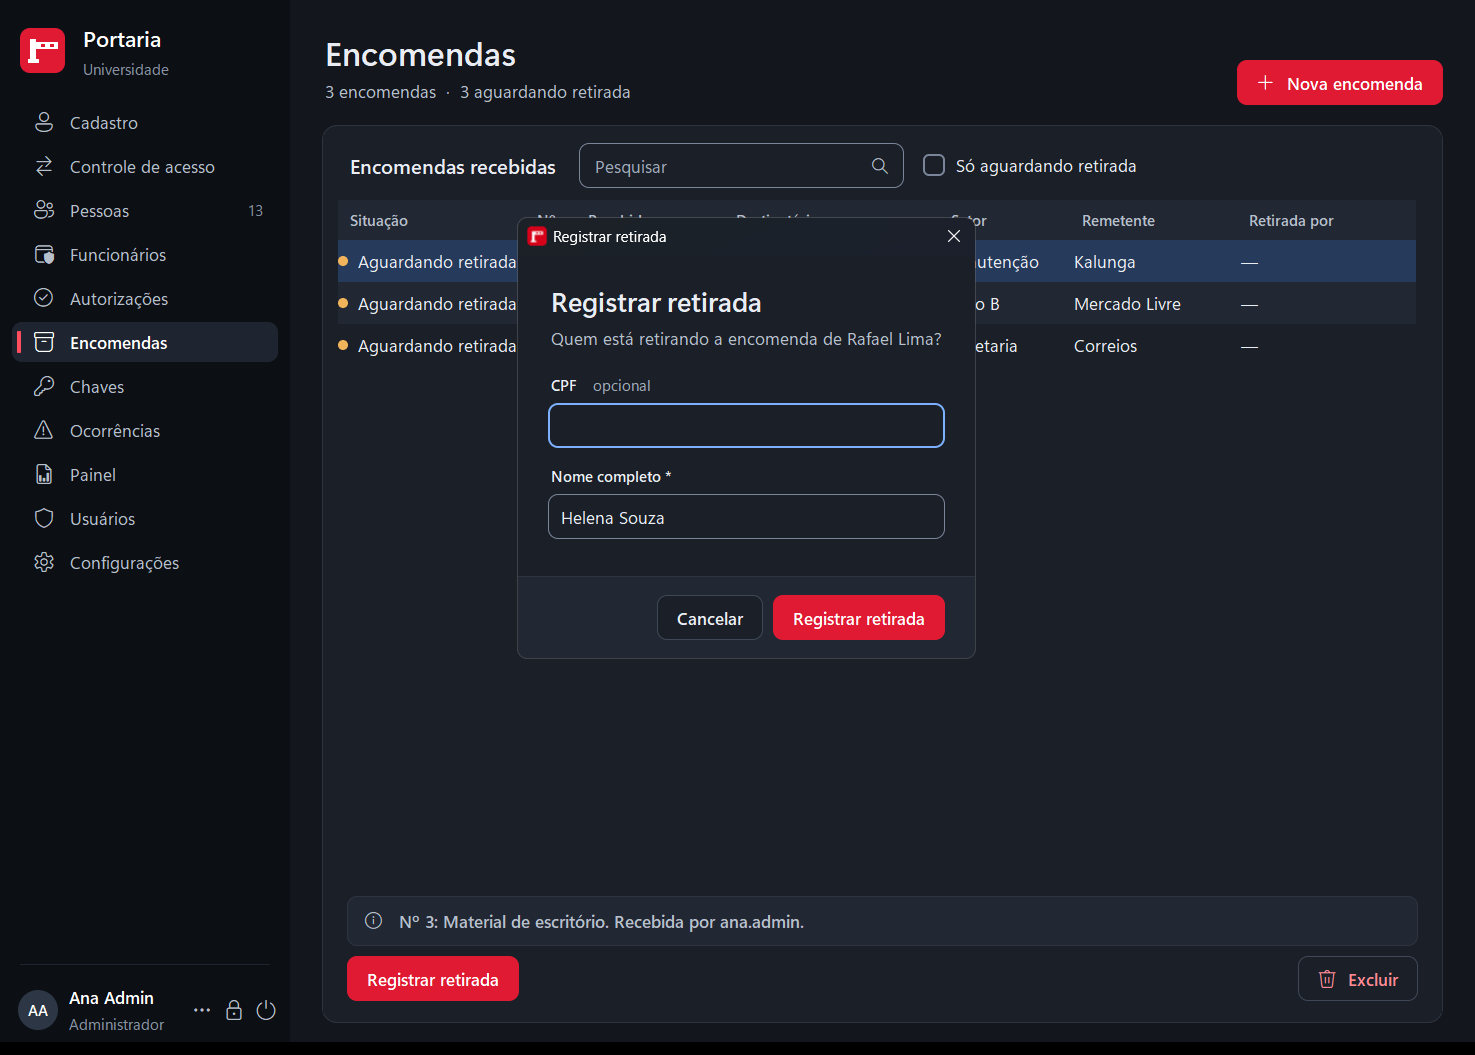 Portaria
Universidade
Cadastro
Controle de acesso
Pessoas 13
Funcionários
Autorizações
Encomendas
Chaves
Ocorrências
Painel
Usuários
Configurações
AA
Ana Admin
Administrador
Encomendas
3 encomendas · 3 aguardando retirada
+ Nova encomenda
Encomendas recebidas
Pesquisar
Só aguardando retirada
Situação Remetente Retirada por
Aguardando retirada Kalunga —
Aguardando retirada B Mercado Livre —
Aguardando retirada Correios —
Registrar retirada
Registrar retirada
Quem está retirando a encomenda de Rafael Lima?
CPF opcional
Nome completo *
Helena Souza
Cancelar
Registrar retirada
Nº 3: Material de escritório. Recebida por ana.admin.
Registrar retirada
Excluir